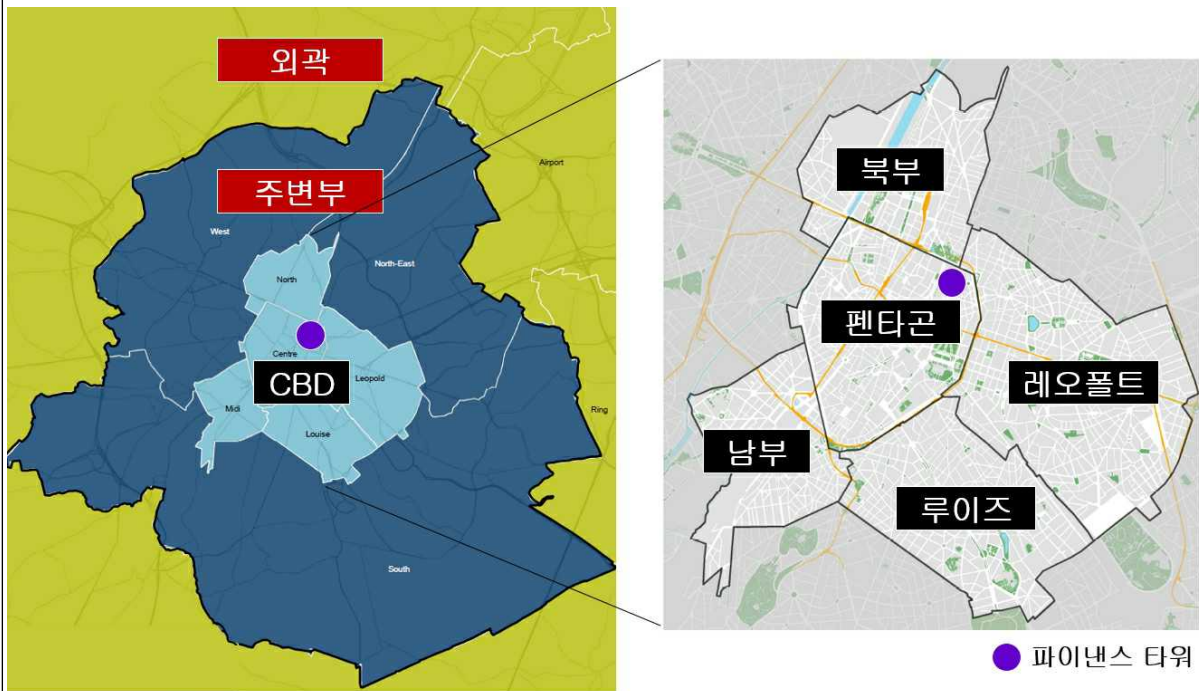 외곽
Airport
주변부
West
North-East
North
Centre
CBD
Leopold
Midi
Ring
Louise
South
북부
펜타곤
레오폴트
남부
루이즈
파이낸스 타워